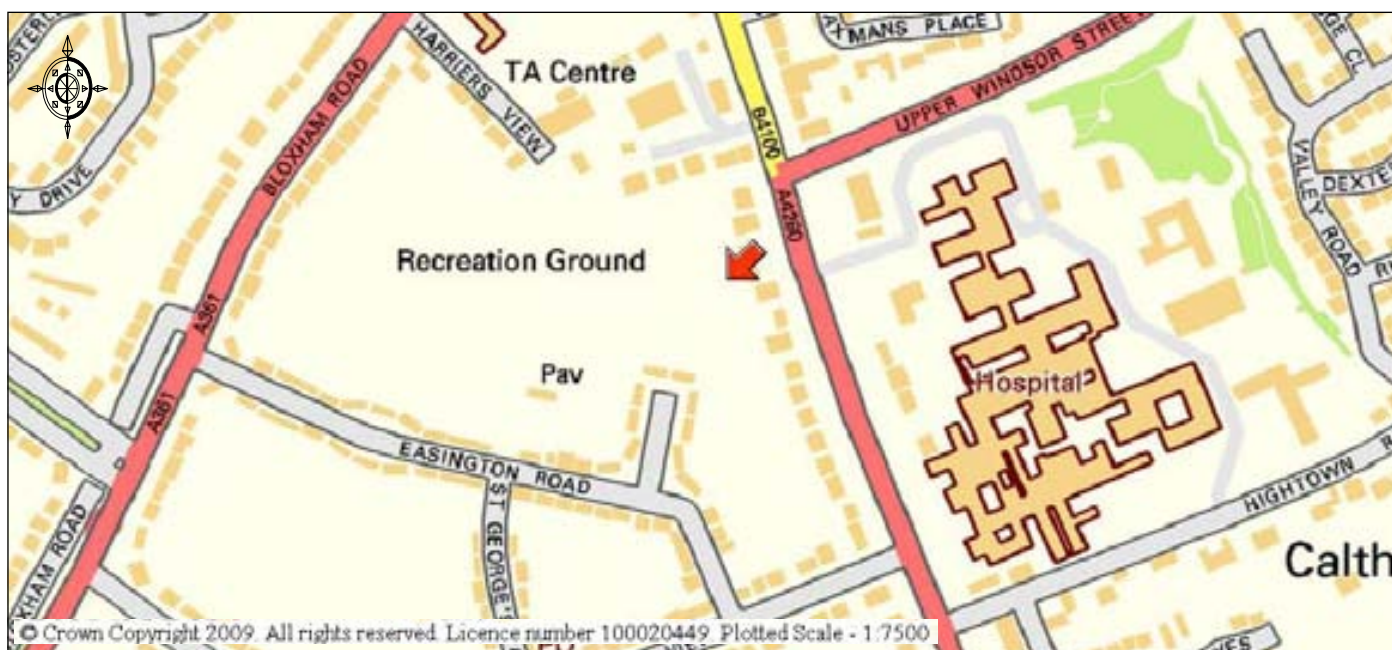 MANS PLACE
UPPER WINDSOR STREET
HARRIERS VIEW
TA Centre
BLOXHAM ROAD
B4100
Y DRIVE
VALLEY ROAD
DEXTE
A4260
Recreation Ground
A361
Pav
Hospital
A361
EASINGTON ROAD
ST GEORGE'
HIGHTOWN R
XHAM ROAD
Calth
© Crown Copyright 2009. All rights reserved. Licence number 100020449. Plotted Scale - 1:7500